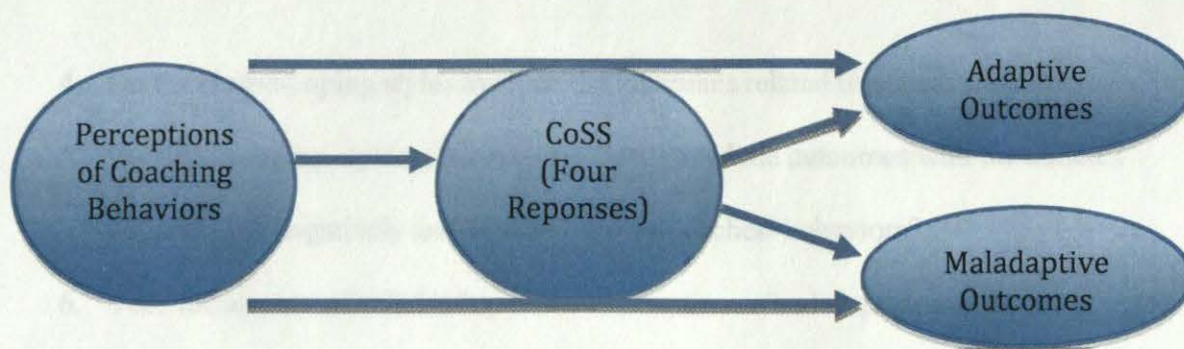 Perceptions
of Coaching
Behaviors
CoSS
(Four
Reponses)
Adaptive
Outcomes
Maladaptive
Outcomes